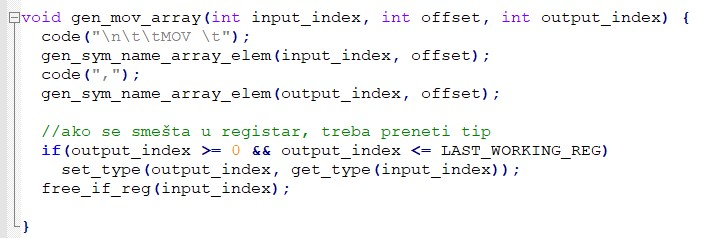 void gen_mov_array(int input_index, int offset, int output_index) {
  code("\n\t\tMOV \t");
  gen_sym_name_array_elem(input_index, offset);
  code(",");
  gen_sym_name_array_elem(output_index, offset);

  //ako se smešta u registar, treba preneti tip
  if(output_index >= 0 && output_index <= LAST_WORKING_REG)
    set_type(output_index, get_type(input_index));
  free_if_reg(input_index);

}